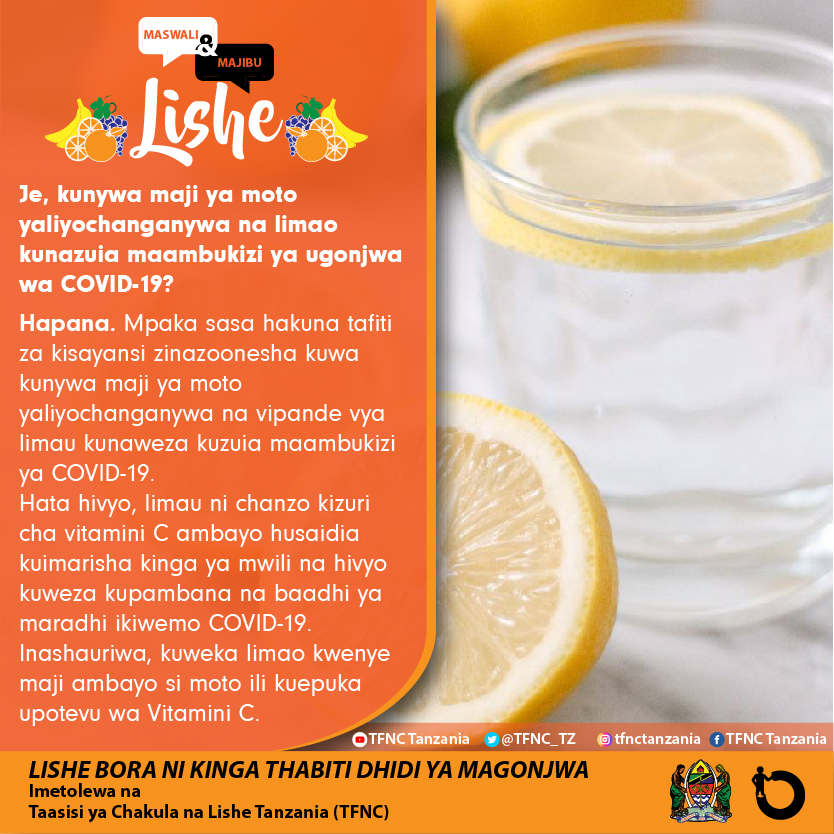 MASWALI
&
MAJIBU
Lishe
Je, kunywa maji ya moto
yaliyochanganywa na limao
kunazuia maambukizi ya ugonjwa
wa COVID-19?
Hapana. Mpaka sasa hakuna tafiti
za kisayansi zinazoonesha kuwa
kunywa maji ya moto
yaliyochanganywa na vipande vya
limau kunaweza kuzuia maambukizi
ya COVID-19.
Hata hivyo, limau ni chanzo kizuri
cha vitamini C ambayo husaidia
kuimarisha kinga ya mwili na hivyo
kuweza kupambana na baadhi ya
maradhi ikiwemo COVID-19.
Inashauriwa, kuweka limao kwenye
maji ambayo si moto ili kuepuka
upotevu wa Vitamini C.
TFNC Tanzania @TFNC_TZ tfnctanzania TFNC Tanzania
LISHE BORA NI KINGA THABITI DHIDI YA MAGONJWA
Imetolewa na
Taasisi ya Chakula na Lishe Tanzania (TFNC)